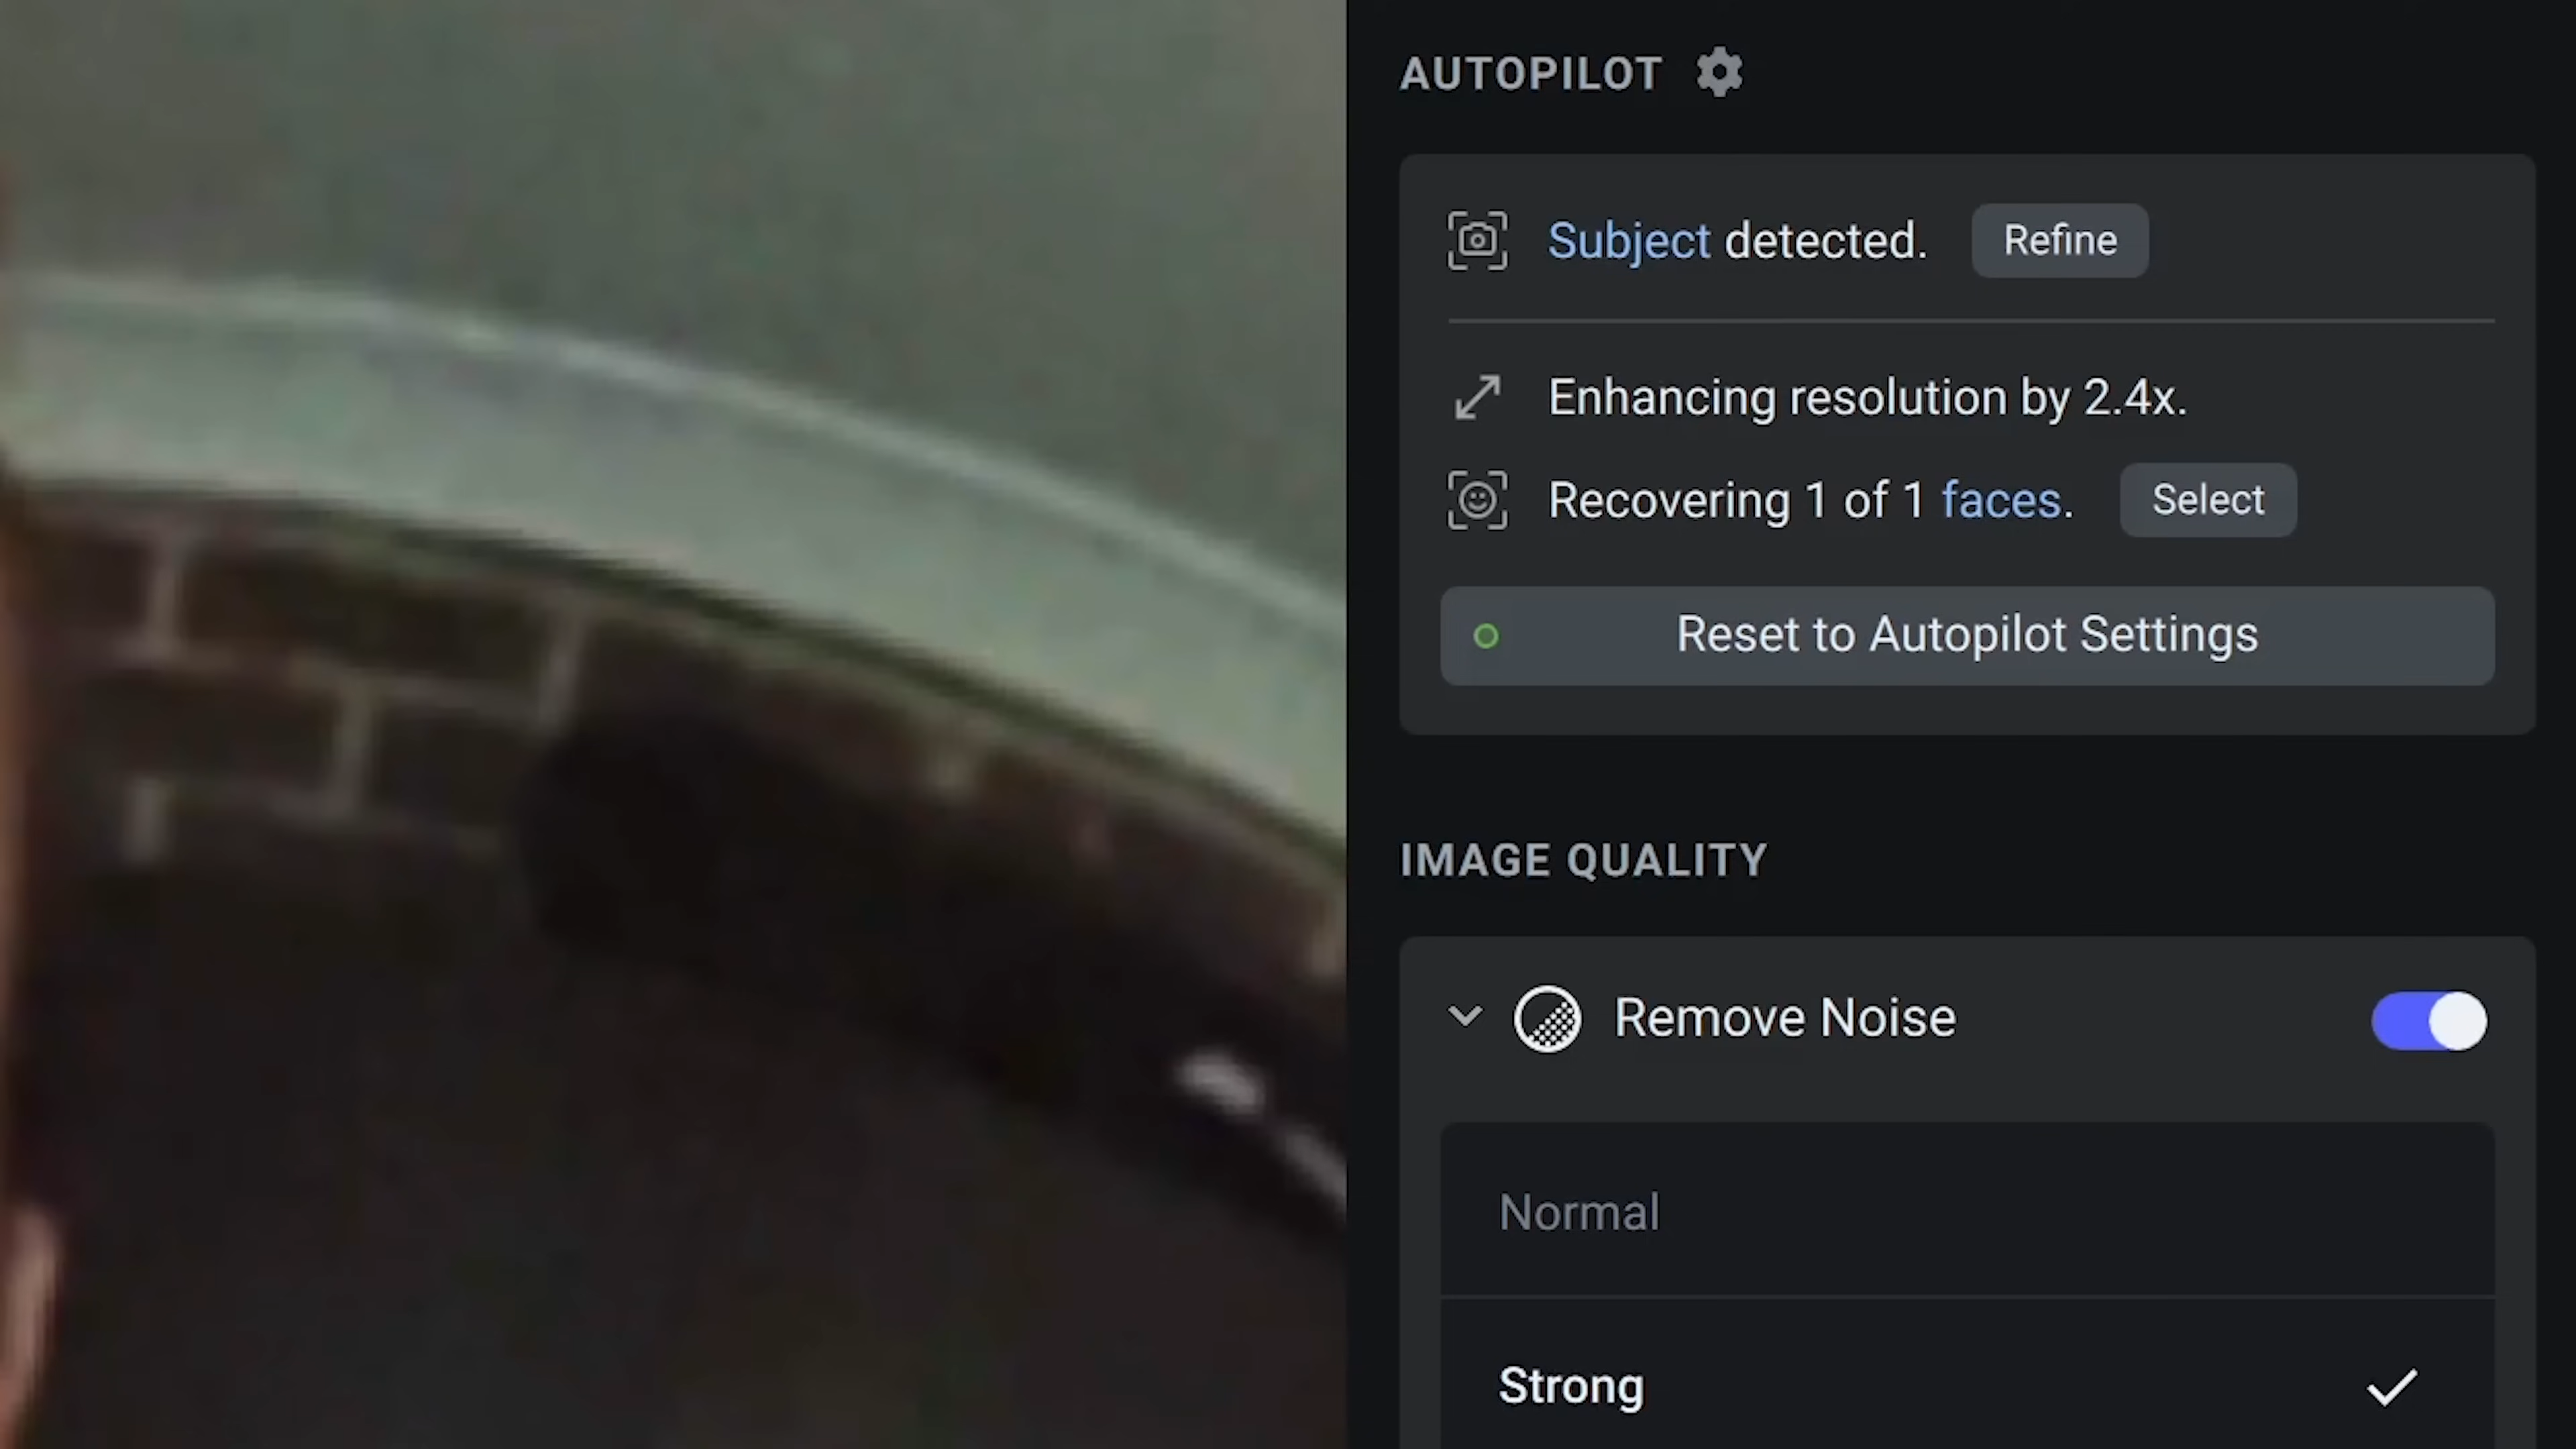 AUTOPILOT
Subject detected. Refine
Enhancing resolution by 2.4x.
Recovering 1 of 1 faces. Select
Reset to Autopilot Settings
IMAGE QUALITY
Remove Noise
Normal
Strong